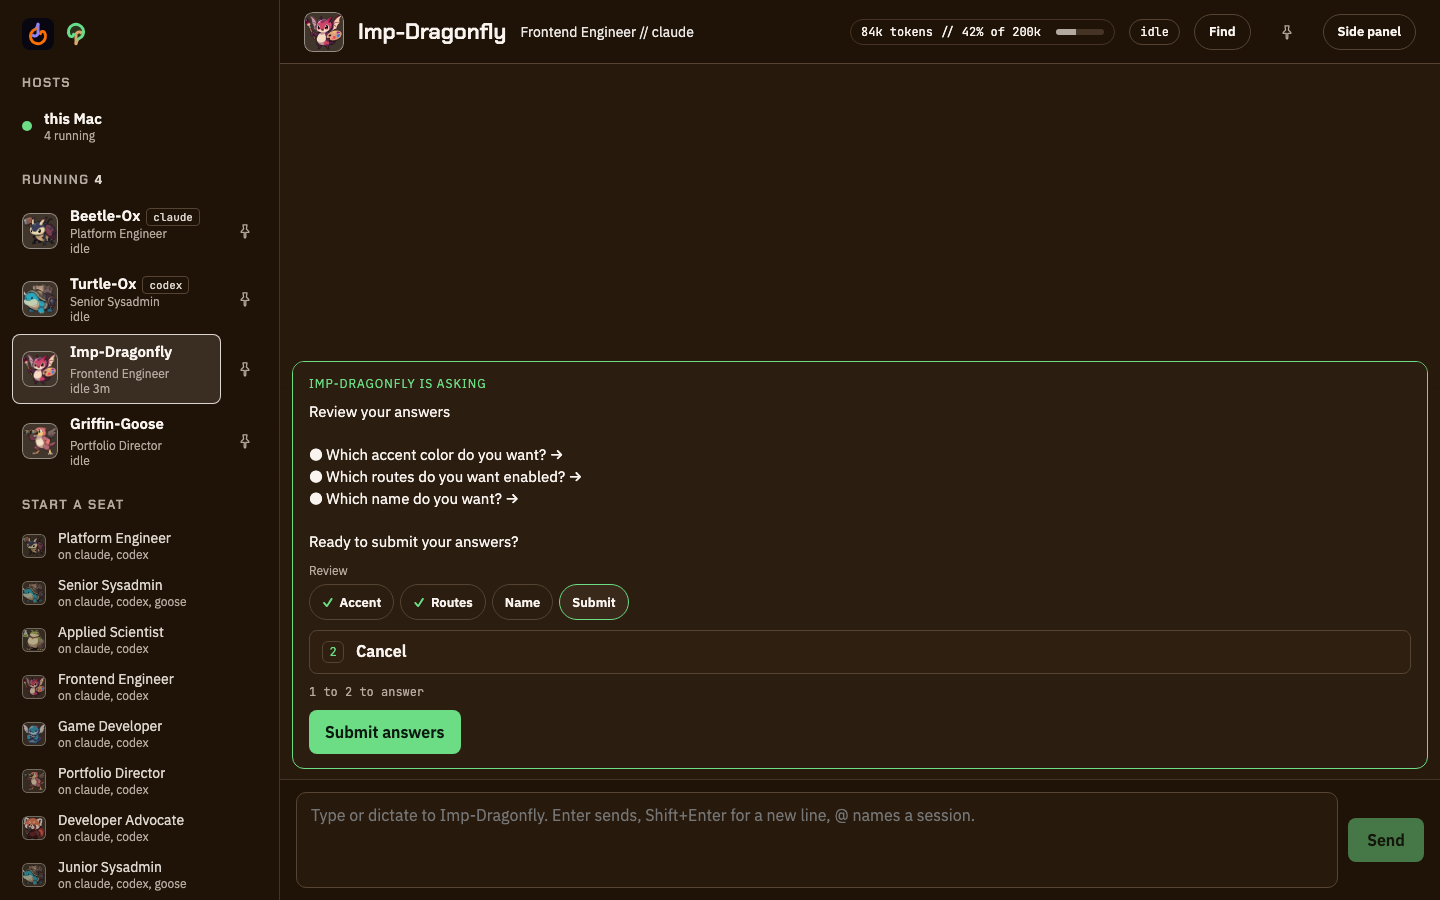 HOSTS
this Mac
4 running
RUNNING 4
Beetle-Ox claude
Platform Engineer
idle
Turtle-Ox codex
Senior Sysadmin
idle
Imp-Dragonfly
Frontend Engineer
idle 3m
Griffin-Goose
Portfolio Director
idle
START A SEAT
Platform Engineer
on claude, codex
Senior Sysadmin
on claude, codex, goose
Applied Scientist
on claude, codex
Frontend Engineer
on claude, codex
Game Developer
on claude, codex
Portfolio Director
on claude, codex
Developer Advocate
on claude, codex
Junior Sysadmin
on claude, codex, goose
Imp-Dragonfly Frontend Engineer // claude 84k tokens // 42% of 200k idle Find Side panel
IMP-DRAGONFLY IS ASKING
Review your answers
● Which accent color do you want? →
● Which routes do you want enabled? →
● Which name do you want? →
Ready to submit your answers?
Review
✓ Accent ✓ Routes Name Submit
2 Cancel
1 to 2 to answer
Submit answers
Type or dictate to Imp-Dragonfly. Enter sends, Shift+Enter for a new line, @ names a session.
Send